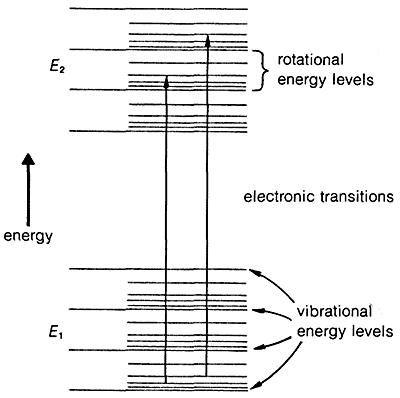 E2
rotational
energy levels
electronic transitions
energy
E1
vibrational
energy levels